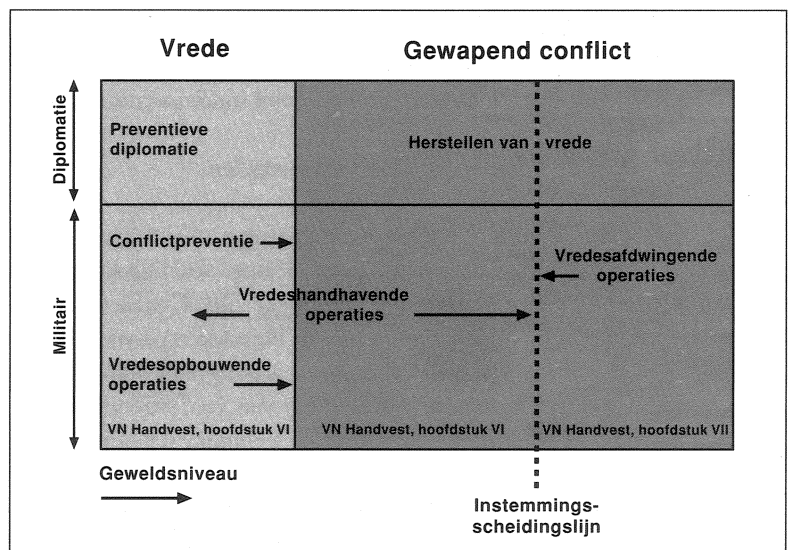 Vrede
Gewapend conflict
Diplomatie
Preventieve
diplomatie
Herstellen van vrede
Militair
Conflictpreventie
Vredesafdwingende
operaties
Vredeshandhavende
operaties
Vredesopbouwende
operaties
VN Handvest, hoofdstuk VI
VN Handvest, hoofdstuk VI
VN Handvest, hoofdstuk VII
Geweldsniveau
Instemmings-
scheidingslijn